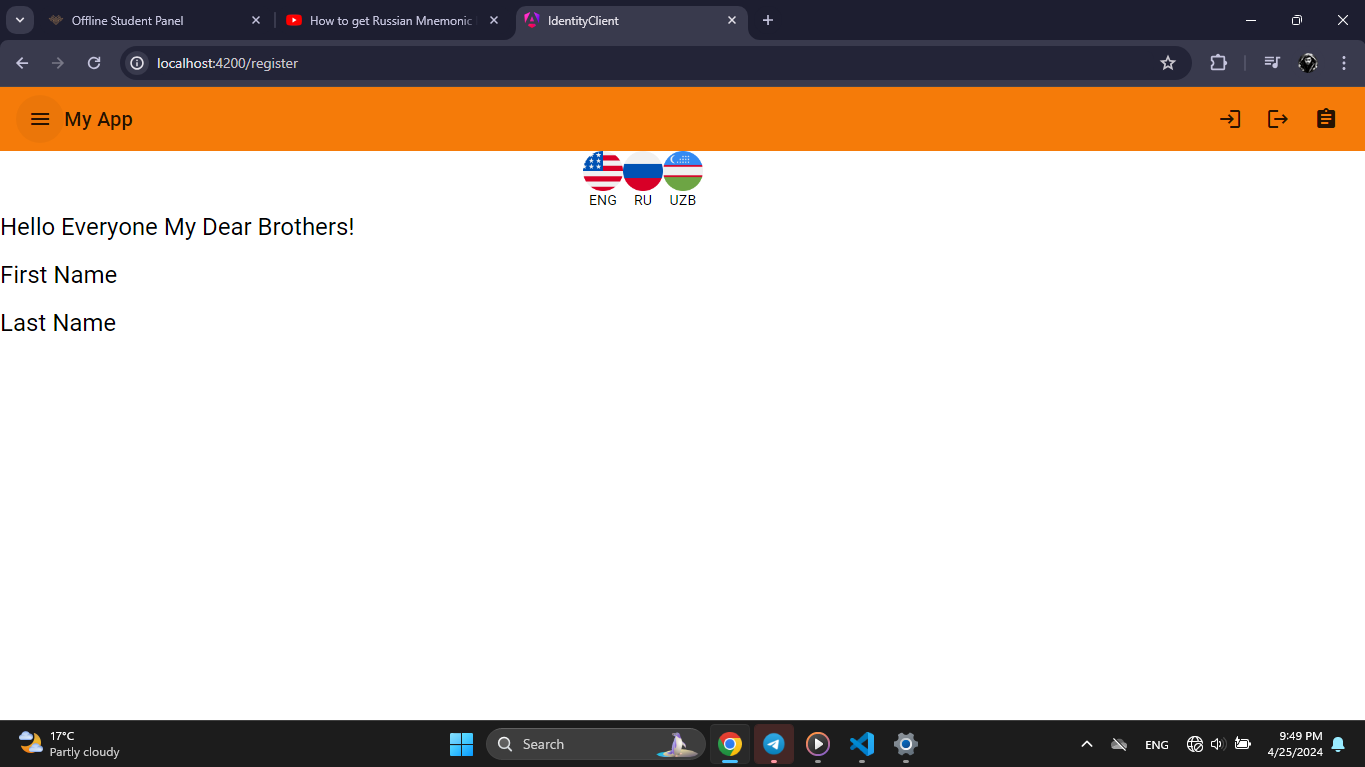 Offline Student Panel
How to get Russian Mnemonic
IdentityClient
localhost:4200/register
My App
ENG RU UZB
Hello Everyone My Dear Brothers!
First Name
Last Name
17°C
Partly cloudy
Search
ENG
9:49 PM
4/25/2024